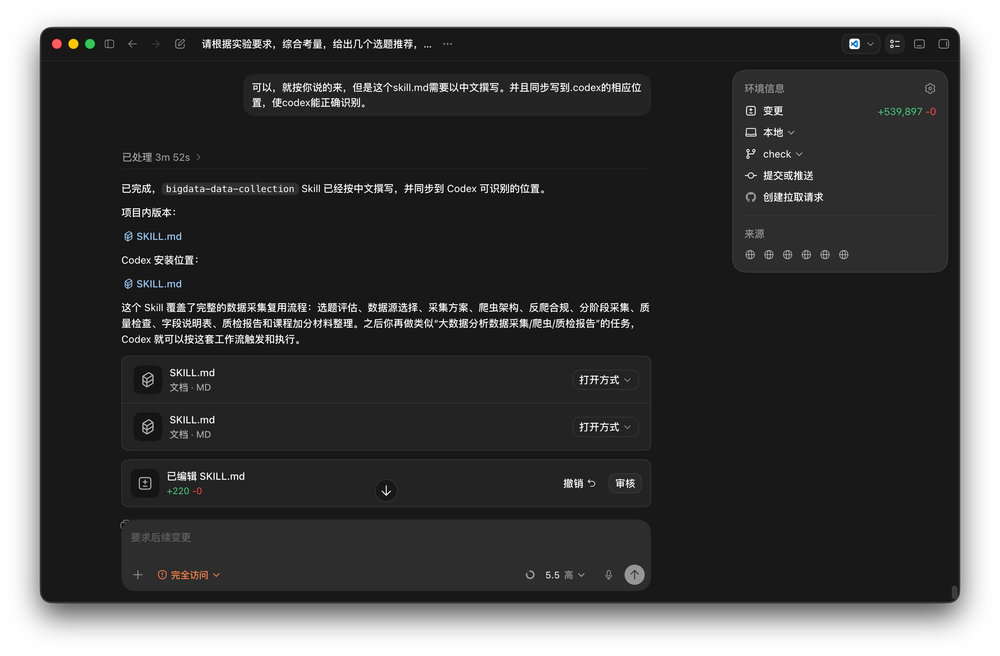 请根据实验要求，综合考量，给出几个选题推荐，...
可以，就按你说的来，但是这个skill.md需要以中文撰写。并且同步写到.codex的相应位
置，使codex能正确识别。
已处理 3m 52s
已完成，bigdata-data-collection Skill 已经按中文撰写，并同步到 Codex 可识别的位置。
项目内版本：
SKILL.md
Codex 安装位置：
SKILL.md
这个 Skill 覆盖了完整的数据采集复用流程：选题评估、数据源选择、采集方案、爬虫架构、反爬合规、分阶段采集、质
量检查、字段说明表、质检报告和课程加分材料整理。之后你再做类似“大数据分析数据采集/爬虫/质检报告”的任务，
Codex 就可以按这套工作流触发和执行。
SKILL.md
文档 · MD
打开方式
SKILL.md
文档 · MD
打开方式
已编辑 SKILL.md
+220 -0
撤销
审核
要求后续变更
完全访问
5.5 高
环境信息
变更
+539,897 -0
本地
check
提交或推送
创建拉取请求
来源